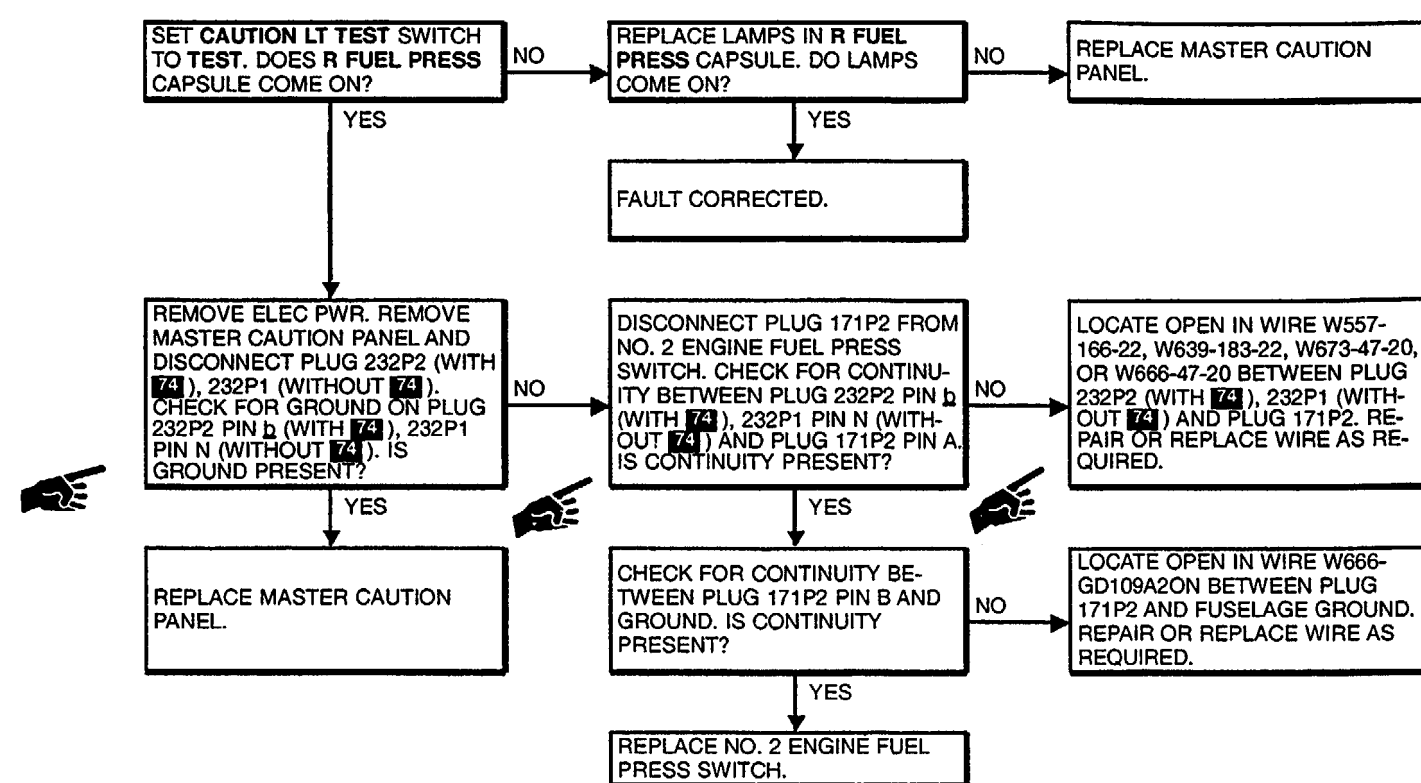 SET CAUTION LT TEST SWITCH
TO TEST. DOES R FUEL PRESS
CAPSULE COME ON?
NO
REPLACE LAMPS IN R FUEL
PRESS CAPSULE. DO LAMPS
COME ON?
NO
REPLACE MASTER CAUTION
PANEL.
YES
YES
FAULT CORRECTED.
REMOVE ELEC PWR. REMOVE
MASTER CAUTION PANEL AND
DISCONNECT PLUG 232P2 (WITH
74), 232P1 (WITHOUT 74).
CHECK FOR GROUND ON PLUG
232P2 PIN b (WITH 74), 232P1
PIN N (WITHOUT 74). IS
GROUND PRESENT?
NO
DISCONNECT PLUG 171P2 FROM
NO. 2 ENGINE FUEL PRESS
SWITCH. CHECK FOR CONTINU-
ITY BETWEEN PLUG 232P2 PIN b
(WITH 74), 232P1 PIN N (WITH-
OUT 74) AND PLUG 171P2 PIN A.
IS CONTINUITY PRESENT?
NO
LOCATE OPEN IN WIRE W557-
166-22, W639-183-22, W673-47-20,
OR W666-47-20 BETWEEN PLUG
232P2 (WITH 74), 232P1 (WITH-
OUT 74) AND PLUG 171P2. RE-
PAIR OR REPLACE WIRE AS RE-
QUIRED.
YES
YES
REPLACE MASTER CAUTION
PANEL.
CHECK FOR CONTINUITY BE-
TWEEN PLUG 171P2 PIN B AND
GROUND. IS CONTINUITY
PRESENT?
NO
LOCATE OPEN IN WIRE W666-
GD109A2ON BETWEEN PLUG
171P2 AND FUSELAGE GROUND.
REPAIR OR REPLACE WIRE AS
REQUIRED.
YES
REPLACE NO. 2 ENGINE FUEL
PRESS SWITCH.